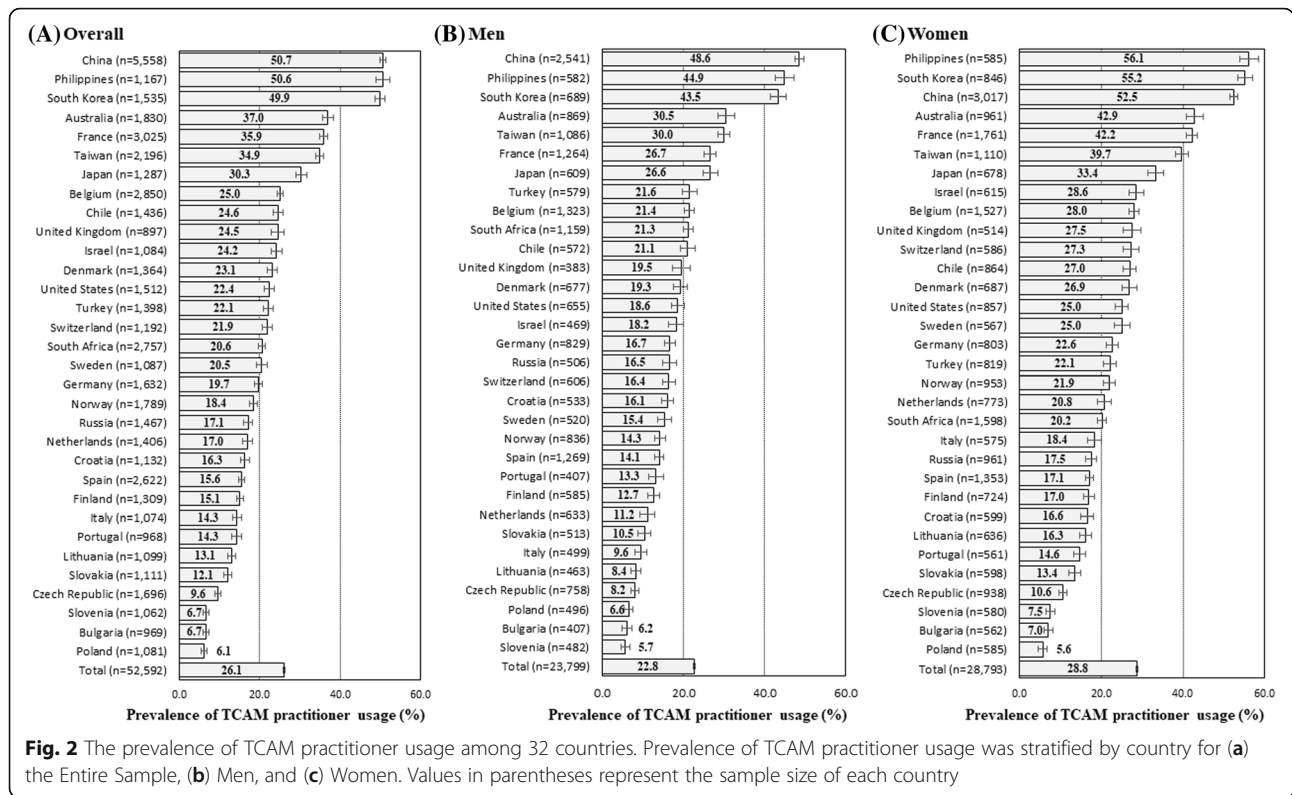 (A) Overall
China (n=5,558) 50.7
Philippines (n=1,167) 50.6
South Korea (n=1,535) 49.9
Australia (n=1,830) 37.0
France (n=3,025) 35.9
Taiwan (n=2,196) 34.9
Japan (n=1,287) 30.3
Belgium (n=2,850) 25.0
Chile (n=1,436) 24.6
United Kingdom (n=897) 24.5
Israel (n=1,084) 24.2
Denmark (n=1,364) 23.1
United States (n=1,512) 22.4
Turkey (n=1,398) 22.1
Switzerland (n=1,192) 21.9
South Africa (n=2,757) 20.6
Sweden (n=1,087) 20.5
Germany (n=1,632) 19.7
Norway (n=1,789) 18.4
Russia (n=1,467) 17.1
Netherlands (n=1,406) 17.0
Croatia (n=1,132) 16.3
Spain (n=2,622) 15.6
Finland (n=1,309) 15.1
Italy (n=1,074) 14.3
Portugal (n=968) 14.3
Lithuania (n=1,099) 13.1
Slovakia (n=1,111) 12.1
Czech Republic (n=1,696) 9.6
Slovenia (n=1,062) 6.7
Bulgaria (n=969) 6.7
Poland (n=1,081) 6.1
Total (n=52,592) 26.1
0.0 20.0 40.0 60.0
Prevalence of TCAM practitioner usage (%)
(B) Men
China (n=2,541) 48.6
Philippines (n=582) 44.9
South Korea (n=689) 43.5
Australia (n=869) 30.5
Taiwan (n=1,086) 30.0
France (n=1,264) 26.7
Japan (n=609) 26.6
Turkey (n=579) 21.6
Belgium (n=1,323) 21.4
South Africa (n=1,159) 21.3
Chile (n=572) 21.1
United Kingdom (n=383) 19.5
Denmark (n=677) 19.3
United States (n=655) 18.6
Israel (n=469) 18.2
Germany (n=829) 16.7
Russia (n=506) 16.5
Switzerland (n=606) 16.4
Croatia (n=533) 16.1
Sweden (n=520) 15.4
Norway (n=836) 14.3
Spain (n=1,269) 14.1
Portugal (n=407) 13.3
Finland (n=585) 12.7
Netherlands (n=633) 11.2
Slovakia (n=513) 10.5
Italy (n=499) 9.6
Lithuania (n=463) 8.4
Czech Republic (n=758) 8.2
Poland (n=496) 6.6
Bulgaria (n=407) 6.2
Slovenia (n=482) 5.7
Total (n=23,799) 22.8
0.0 20.0 40.0 60.0
Prevalence of TCAM practitioner usage (%)
(C) Women
Philippines (n=585) 56.1
South Korea (n=846) 55.2
China (n=3,017) 52.5
Australia (n=961) 42.9
France (n=1,761) 42.2
Taiwan (n=1,110) 39.7
Japan (n=678) 33.4
Israel (n=615) 28.6
Belgium (n=1,527) 28.0
United Kingdom (n=514) 27.5
Switzerland (n=586) 27.3
Chile (n=864) 27.0
Denmark (n=687) 26.9
United States (n=857) 25.0
Sweden (n=567) 25.0
Germany (n=803) 22.6
Turkey (n=819) 22.1
Norway (n=953) 21.9
Netherlands (n=773) 20.8
South Africa (n=1,598) 20.2
Italy (n=575) 18.4
Russia (n=961) 17.5
Spain (n=1,353) 17.1
Finland (n=724) 17.0
Croatia (n=599) 16.6
Lithuania (n=636) 16.3
Portugal (n=561) 14.6
Slovakia (n=598) 13.4
Czech Republic (n=938) 10.6
Slovenia (n=580) 7.5
Bulgaria (n=562) 7.0
Poland (n=585) 5.6
Total (n=28,793) 28.8
0.0 20.0 40.0 60.0
Prevalence of TCAM practitioner usage (%)
Fig. 2 The prevalence of TCAM practitioner usage among 32 countries. Prevalence of TCAM practitioner usage was stratified by country for (a)
the Entire Sample, (b) Men, and (c) Women. Values in parentheses represent the sample size of each country